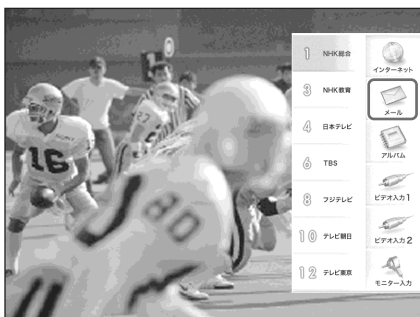 1 NHK総合
3 NHK教育
4 日本テレビ
6 TBS
8 フジテレビ
10 テレビ朝日
12 テレビ東京
インターネット
メール
アルバム
ビデオ入力1
ビデオ入力2
モニター入力
16
27
80